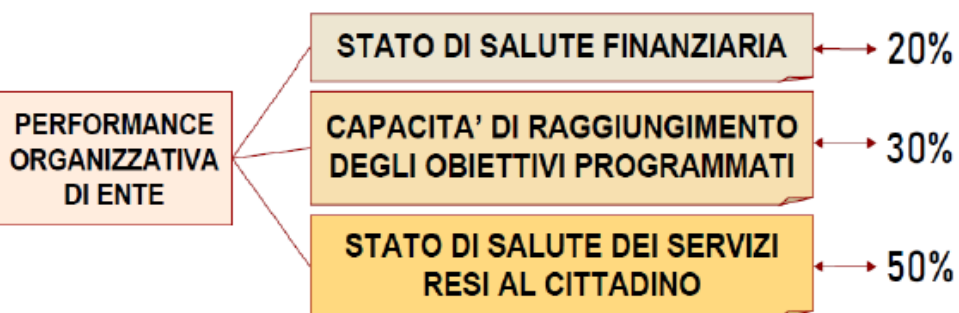 PERFORMANCE
ORGANIZZATIVA
DI ENTE
STATO DI SALUTE FINANZIARIA
20%
CAPACITA' DI RAGGIUNGIMENTO
DEGLI OBIETTIVI PROGRAMMATI
30%
STATO DI SALUTE DEI SERVIZI
RESI AL CITTADINO
50%